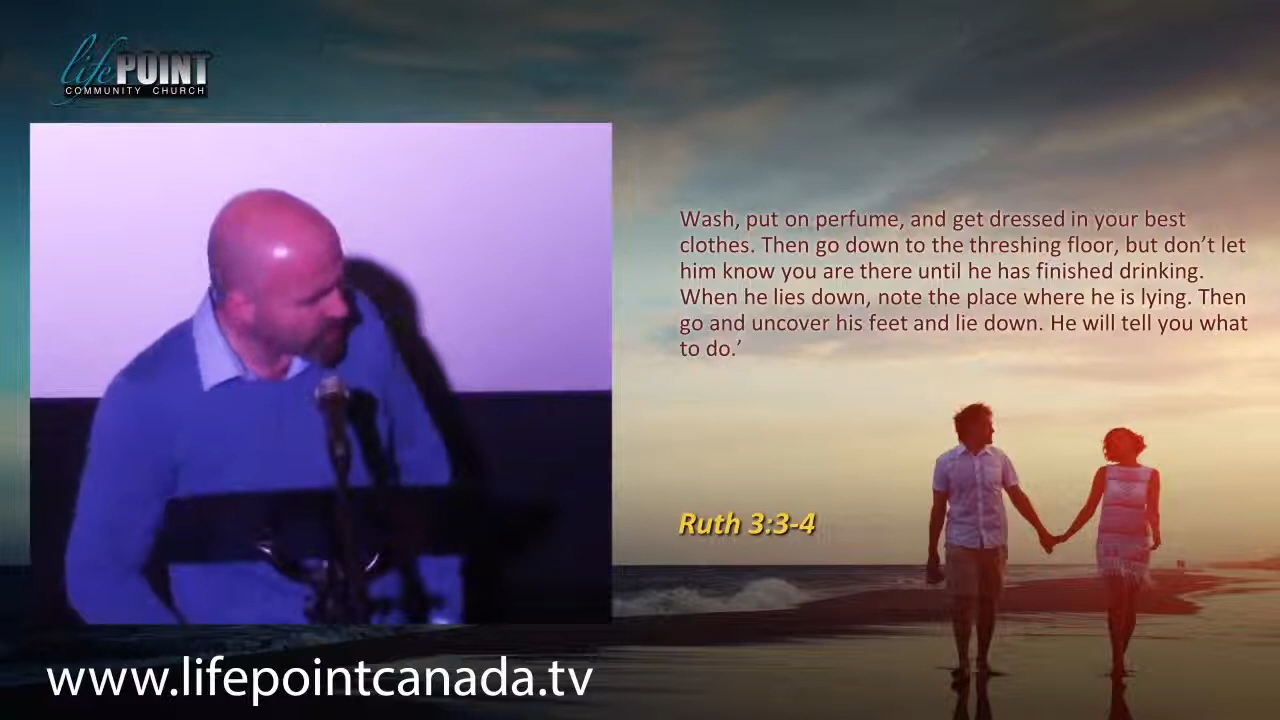 life POINT
COMMUNITY CHURCH
Wash, put on perfume, and get dressed in your best
clothes. Then go down to the threshing floor, but don’t let
him know you are there until he has finished drinking.
When he lies down, note the place where he is lying. Then
go and uncover his feet and lie down. He will tell you what
to do.’
Ruth 3:3-4
www.lifepointcanada.tv